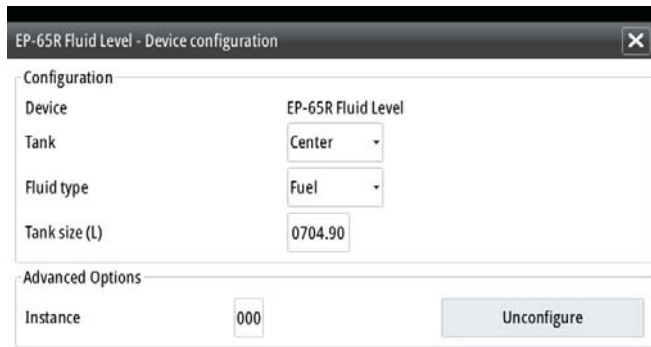 EP-65R Fluid Level - Device configuration
Configuration
Device EP-65R Fluid Level
Tank Center
Fluid type Fuel
Tank size (L) 0704.90
Advanced Options
Instance 000 Unconfigure